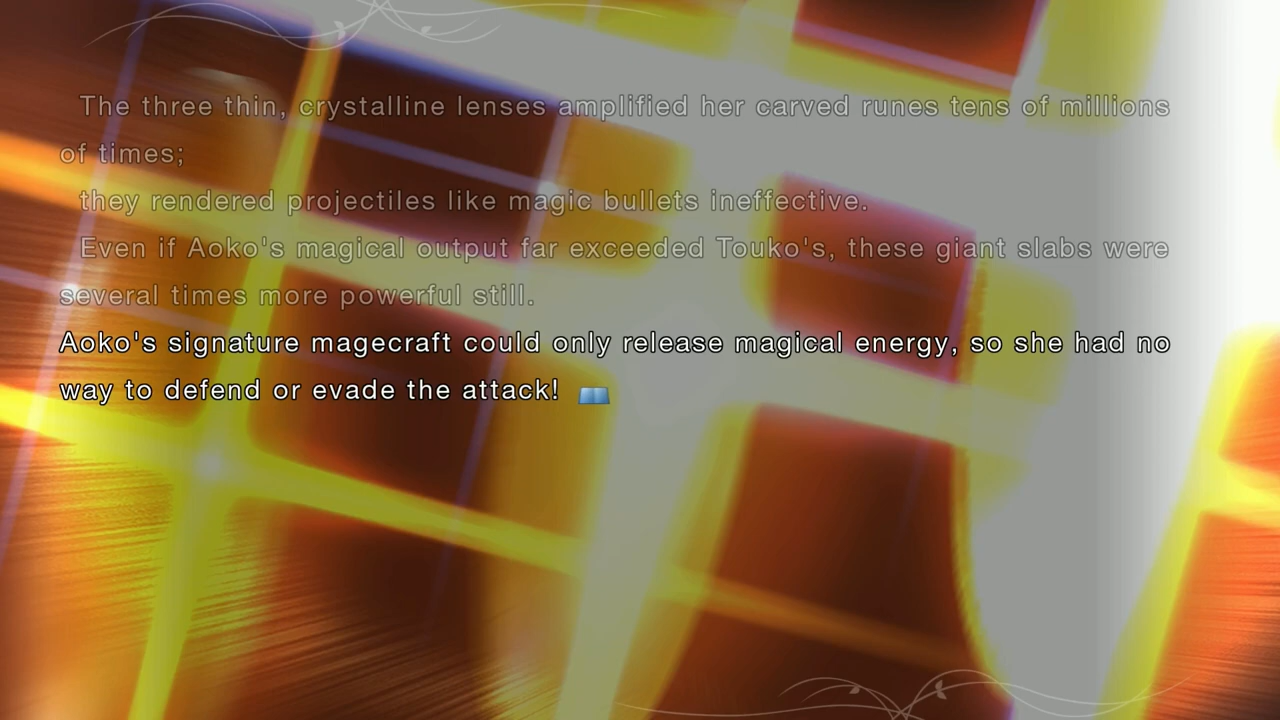 The three thin, crystalline lenses amplified her carved runes tens of millions
of times;
they rendered projectiles like magic bullets ineffective.
Even if Aoko's magical output far exceeded Touko's, these giant slabs were
several times more powerful still.
Aoko's signature magecraft could only release magical energy, so she had no
way to defend or evade the attack!